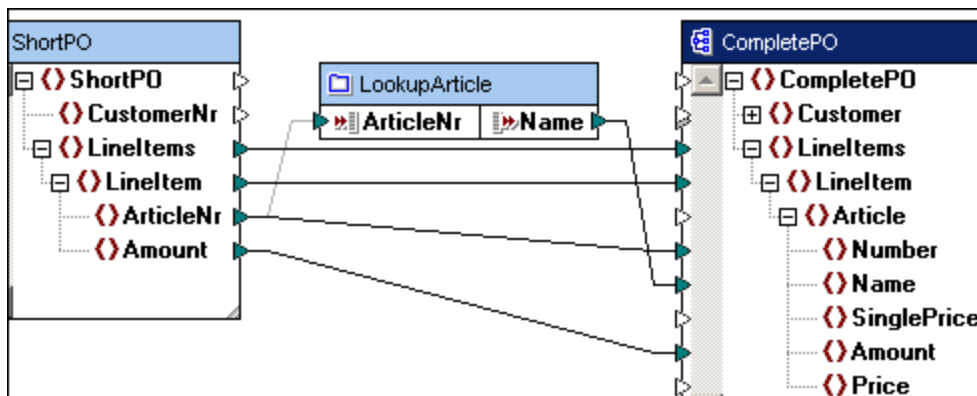 ShortPO
ShortPO
CustomerNr
LineItems
LineItem
ArticleNr
Amount
LookupArticle
ArticleNr
Name
CompletePO
CompletePO
Customer
LineItems
LineItem
Article
Number
Name
SinglePrice
Amount
Price